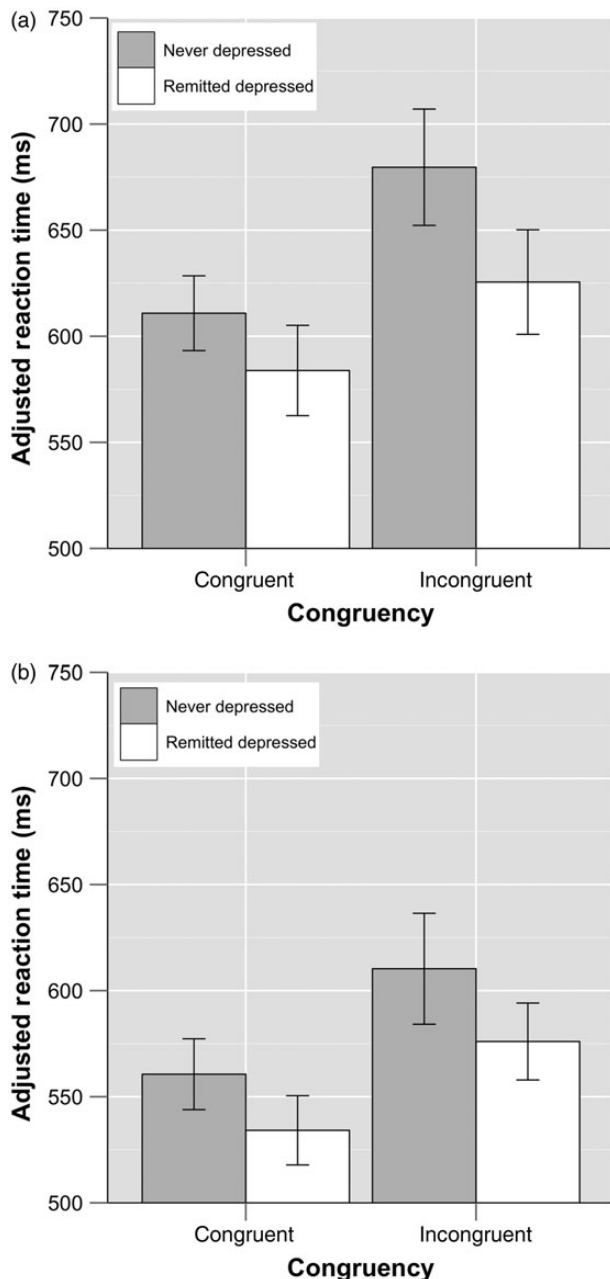 (a)
750
Never depressed
Remitted depressed
700
650
600
550
500
Adjusted reaction time (ms)
Congruent Incongruent
Congruency
(b)
750
Never depressed
Remitted depressed
700
650
600
550
500
Adjusted reaction time (ms)
Congruent Incongruent
Congruency